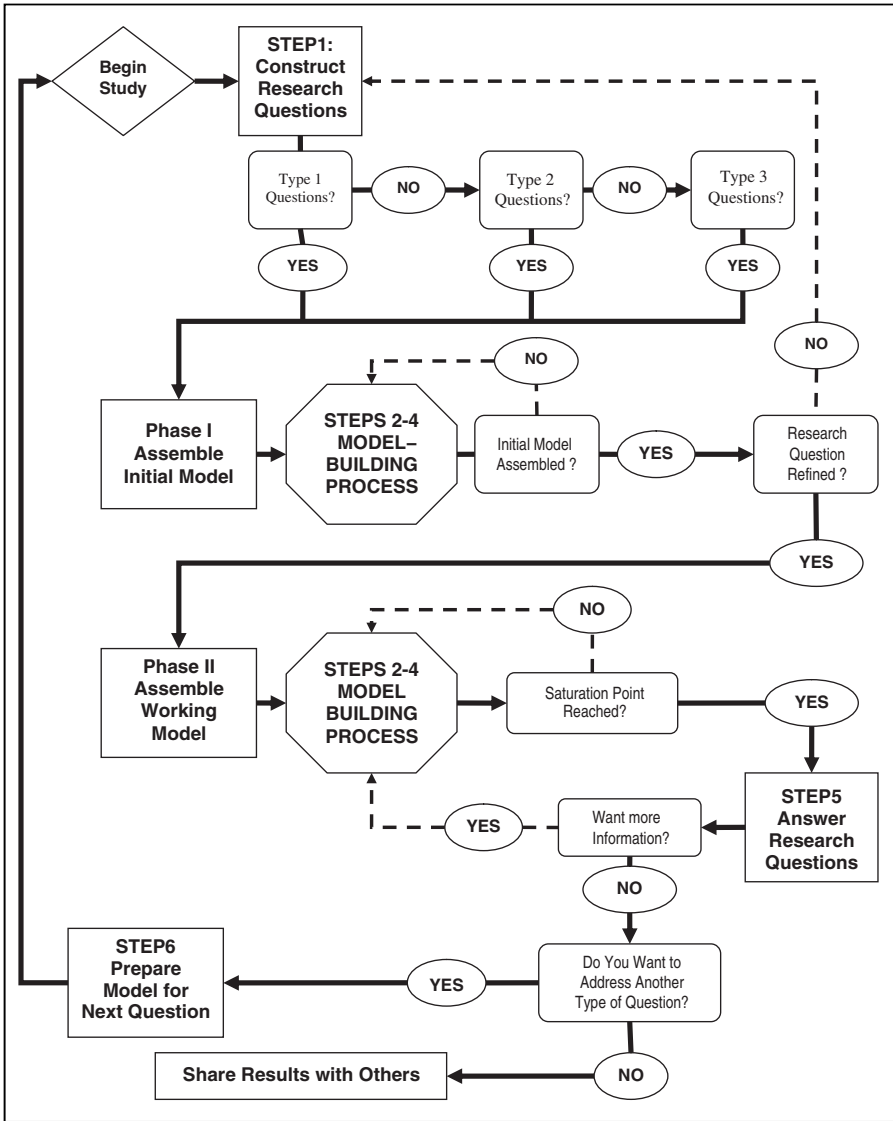 Begin
Study
STEP1:
Construct
Research
Questions
Type 1
Questions?
NO
Type 2
Questions?
NO
Type 3
Questions?
YES
YES
YES
NO
NO
Phase I
Assemble
Initial Model
STEPS 2-4
MODEL–
BUILDING
PROCESS
Initial Model
Assembled ?
YES
Research
Question
Refined ?
YES
NO
Phase II
Assemble
Working
Model
STEPS 2-4
MODEL
BUILDING
PROCESS
Saturation Point
Reached?
YES
STEP5
Answer
Research
Questions
Want more
Information?
YES
NO
Do You Want to
Address Another
Type of Question?
YES
STEP6
Prepare
Model for
Next Question
NO
Share Results with Others